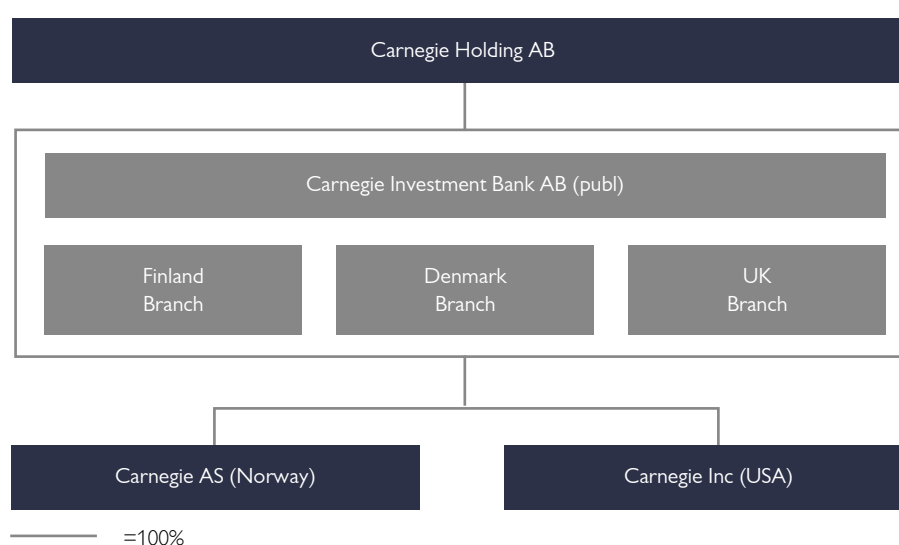 Carnegie Holding AB
Carnegie Investment Bank AB (publ)
Finland
Branch
Denmark
Branch
UK
Branch
Carnegie AS (Norway)
Carnegie Inc (USA)
=100%